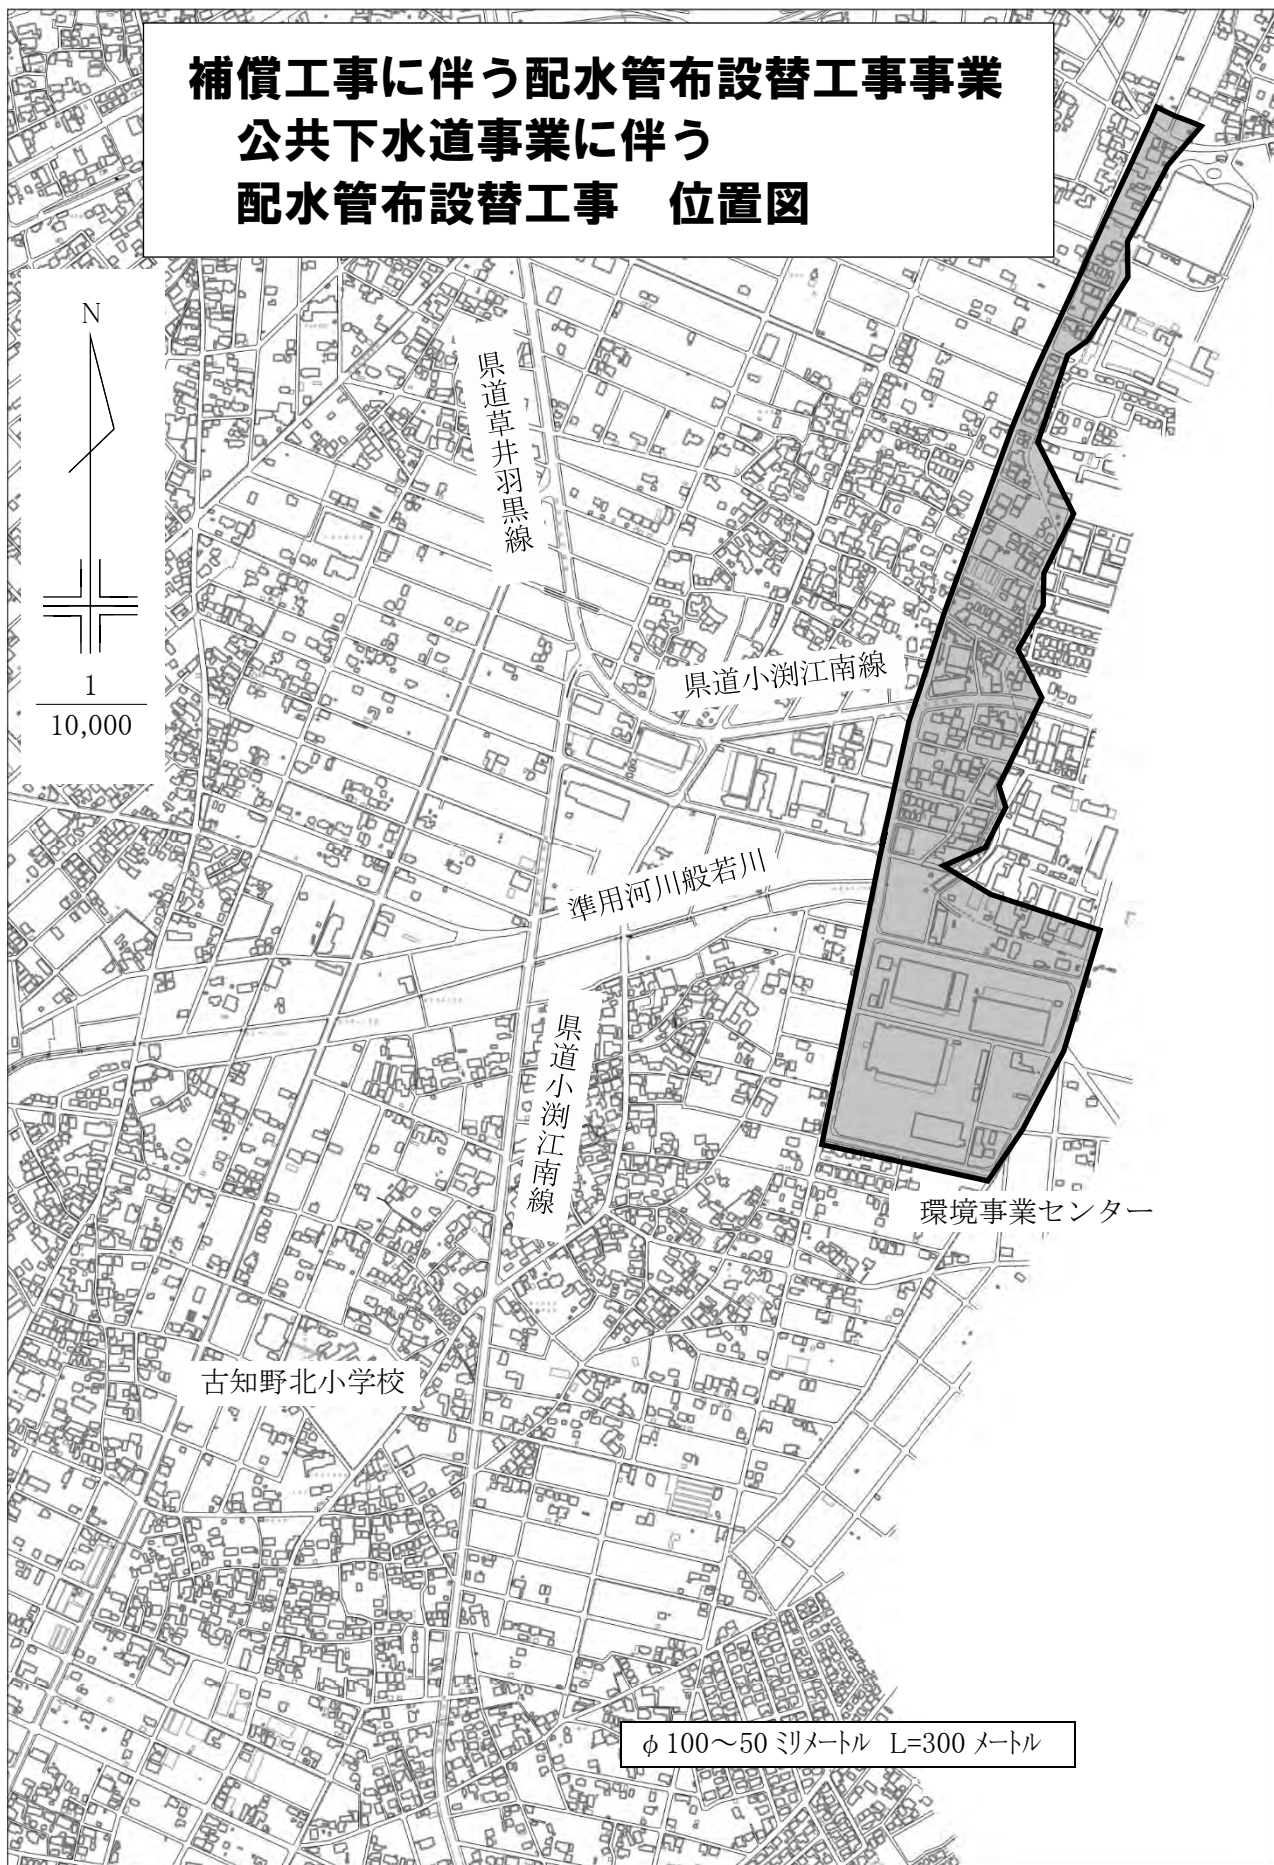 補償工事に伴う配水管布設替工事事業
公共下水道事業に伴う
配水管布設替工事　位置図
N
1
10,000
県道草井羽黒線
県道小渕江南線
準用河川般若川
県道小渕江南線
環境事業センター
古知野北小学校
φ100～50 ミリメートル L=300 メートル